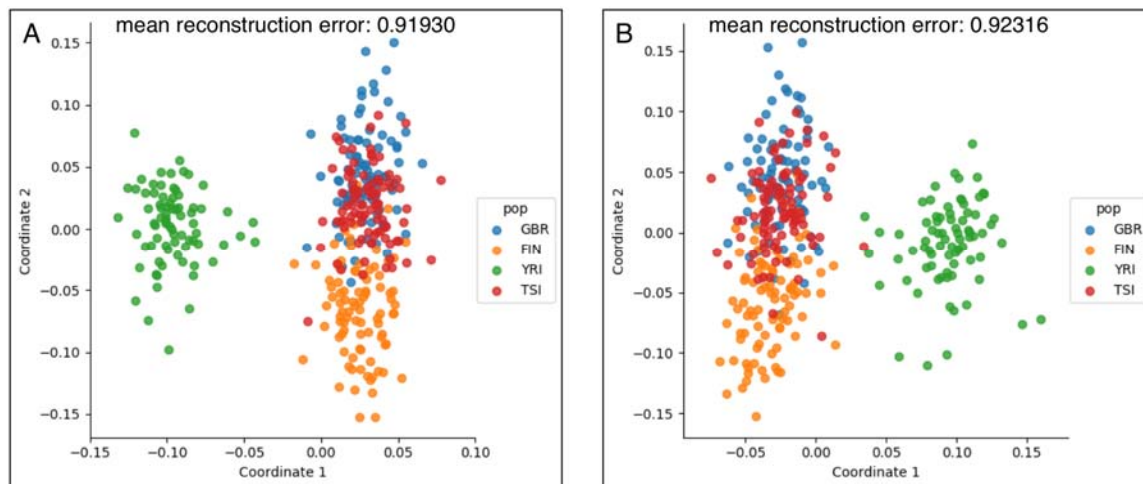 A
mean reconstruction error: 0.91930
0.15
0.10
0.05
0.00
−0.05
−0.10
−0.15
Coordinate 2
−0.15
−0.10
−0.05
0.00
0.05
0.10
Coordinate 1
pop
GBR
FIN
YRI
TSI
B
mean reconstruction error: 0.92316
0.15
0.10
0.05
0.00
−0.05
−0.10
−0.15
Coordinate 2
−0.05
0.00
0.05
0.10
0.15
Coordinate 1
pop
GBR
FIN
YRI
TSI